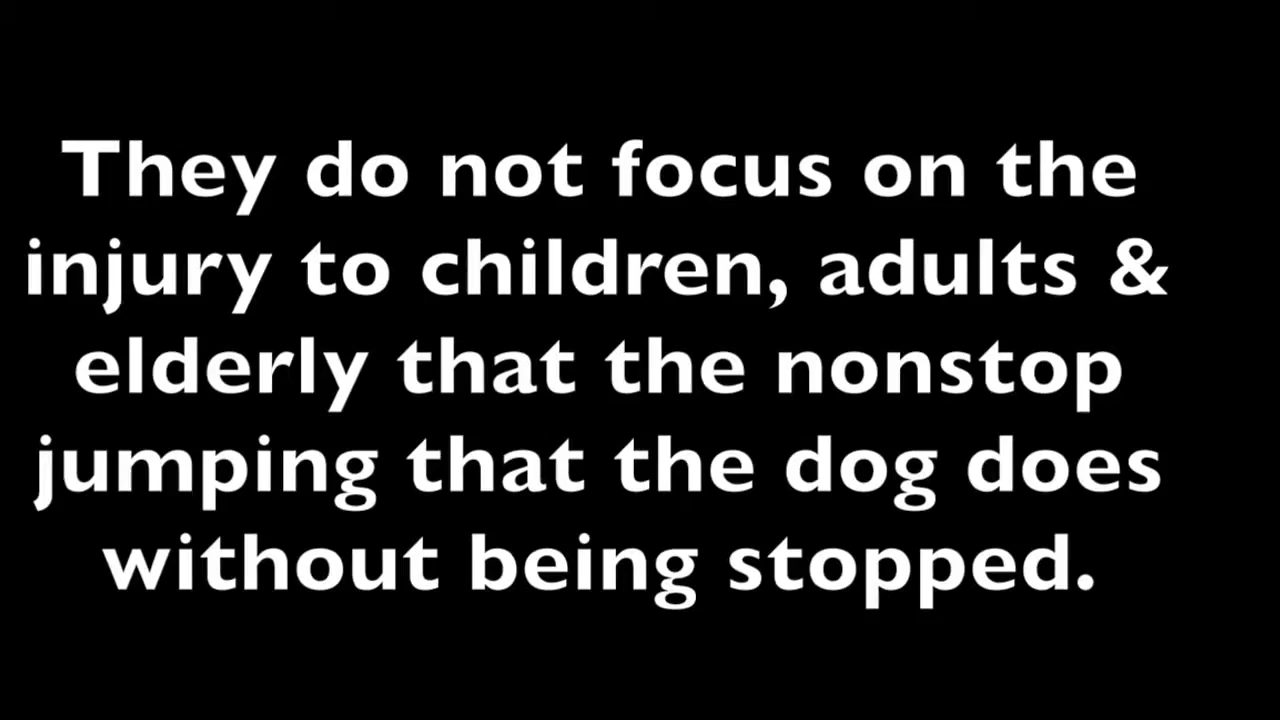 They do not focus on the
injury to children, adults &
elderly that the nonstop
jumping that the dog does
without being stopped.